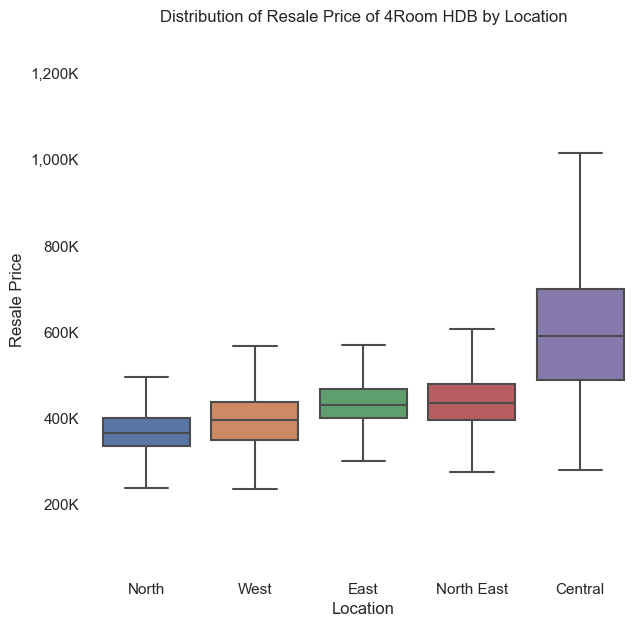 Distribution of Resale Price of 4Room HDB by Location
1,200K
1,000K
800K
600K
400K
200K
Resale Price
North West East North East Central
Location